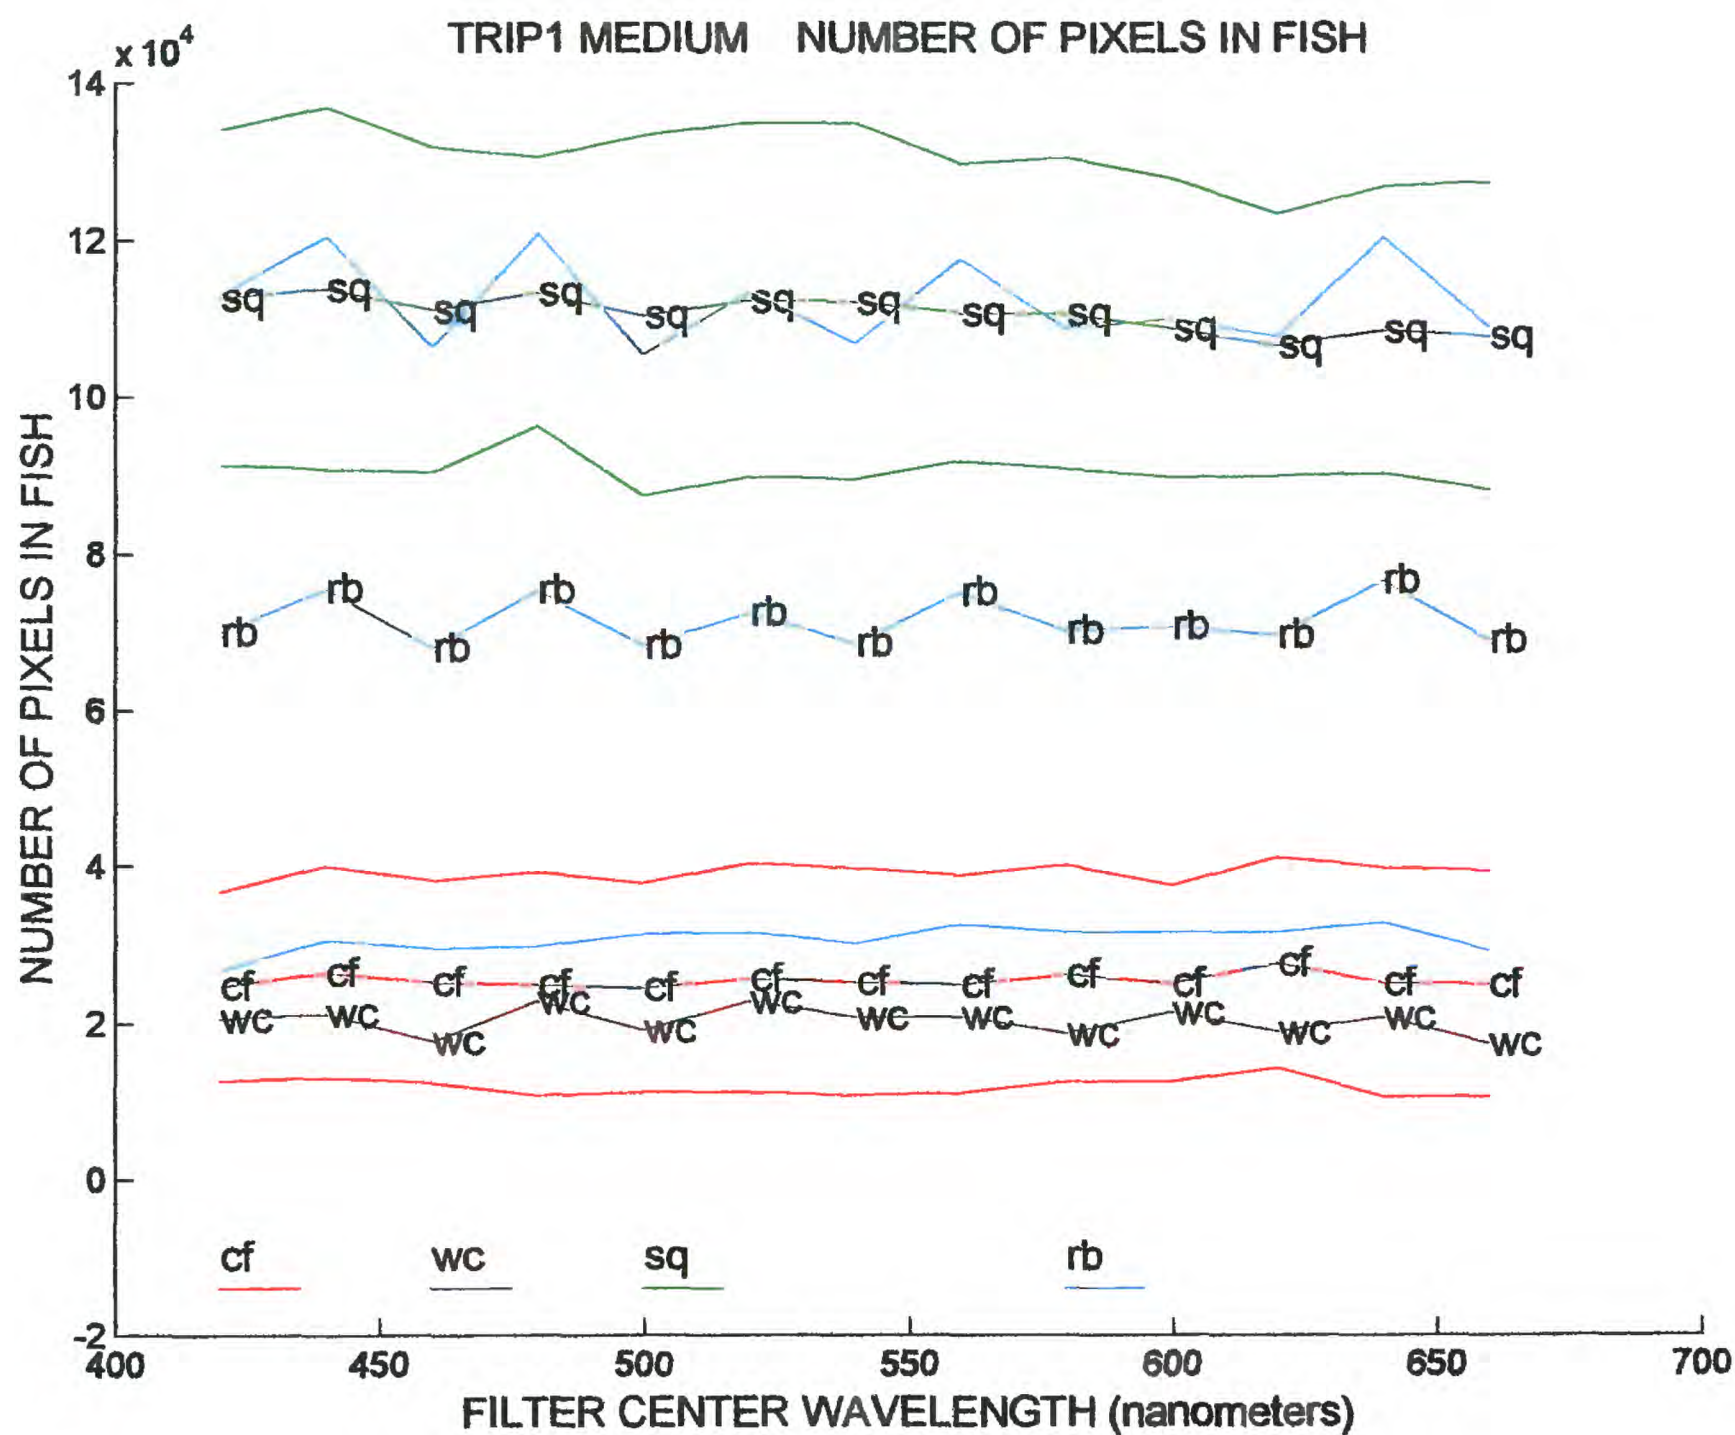 TRIP1 MEDIUM NUMBER OF PIXELS IN FISH
x 10^4
14
12
10
8
6
4
2
0
-2
NUMBER OF PIXELS IN FISH
sq sq sq sq sq sq sq sq sq sq sq sq sq
rb rb rb rb rb rb rb rb rb rb rb rb rb
cf cf cf cf cf cf cf cf cf cf cf cf cf
wc wc wc wc wc wc wc wc wc wc wc wc wc
cf wc sq rb
400 450 500 550 600 650 700
FILTER CENTER WAVELENGTH (nanometers)